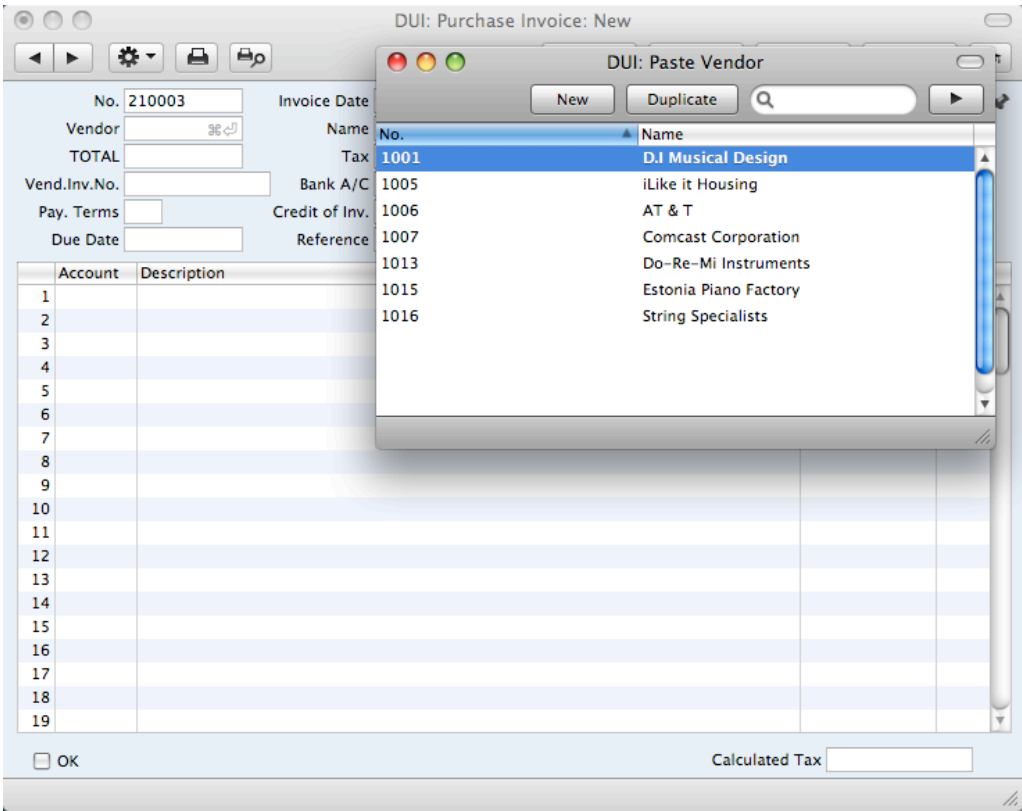 DUI: Purchase Invoice: New
DUI: Paste Vendor
New Duplicate
No. Name
1001 D.I Musical Design
1005 iLike it Housing
1006 AT & T
1007 Comcast Corporation
1013 Do-Re-Mi Instruments
1015 Estonia Piano Factory
1016 String Specialists
No. 210003 Invoice Date
Vendor ⌘⏎ Name
TOTAL Tax
Vend.Inv.No. Bank A/C
Pay. Terms Credit of Inv.
Due Date Reference
Account Description
1
2
3
4
5
6
7
8
9
10
11
12
13
14
15
16
17
18
19
OK Calculated Tax